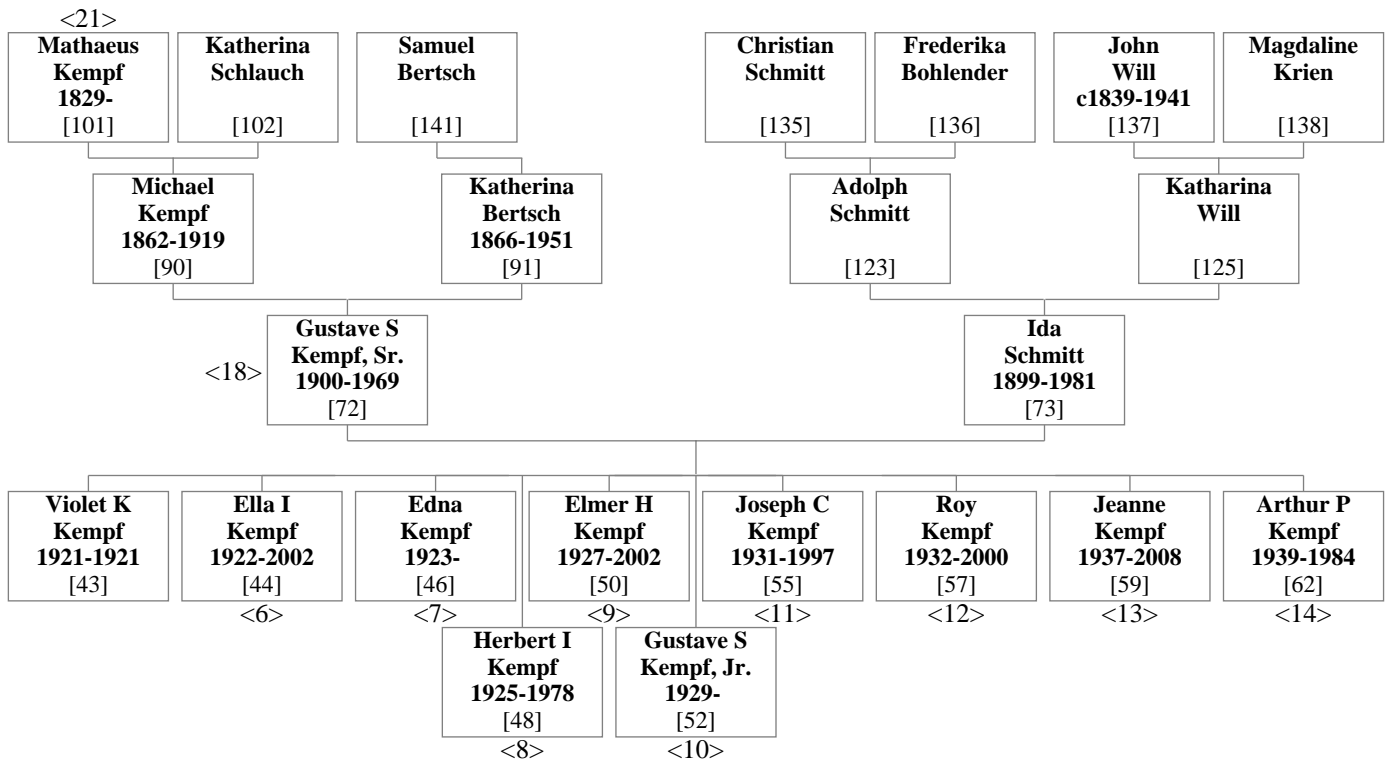 <21>
Mathaeus
Kempf
1829-
[101]
Katherina
Schlauch
[102]
Samuel
Bertsch
[141]
Christian
Schmitt
[135]
Frederika
Bohlender
[136]
John
Will
c1839-1941
[137]
Magdaline
Krien
[138]
Michael
Kempf
1862-1919
[90]
Katherina
Bertsch
1866-1951
[91]
Adolph
Schmitt
[123]
Katharina
Will
[125]
<18>
Gustave S
Kempf, Sr.
1900-1969
[72]
Ida
Schmitt
1899-1981
[73]
Violet K
Kempf
1921-1921
[43]
Ella I
Kempf
1922-2002
[44]
<6>
Edna
Kempf
1923-
[46]
<7>
Elmer H
Kempf
1927-2002
[50]
<9>
Joseph C
Kempf
1931-1997
[55]
<11>
Roy
Kempf
1932-2000
[57]
<12>
Jeanne
Kempf
1937-2008
[59]
<13>
Arthur P
Kempf
1939-1984
[62]
<14>
Herbert I
Kempf
1925-1978
[48]
<8>
Gustave S
Kempf, Jr.
1929-
[52]
<10>